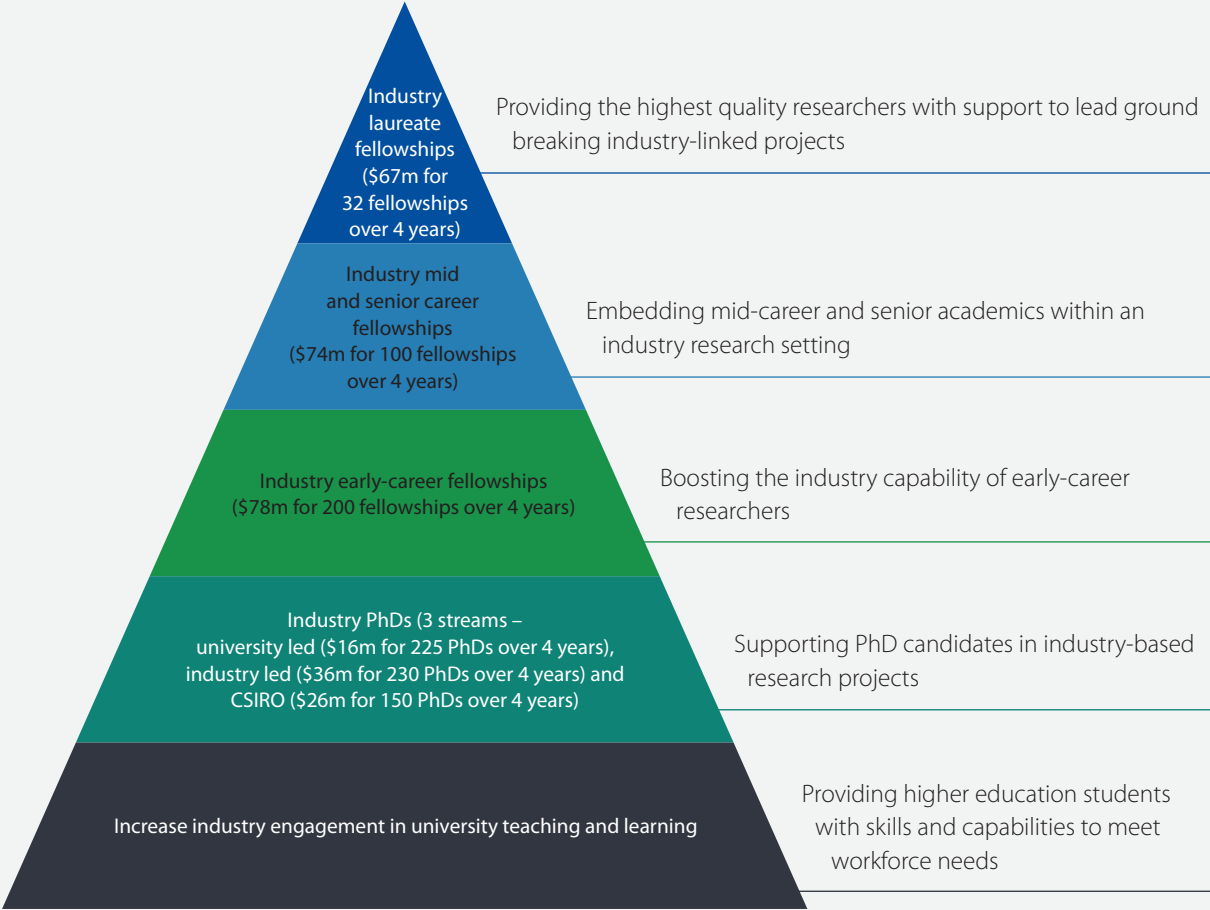 Industry
laureate
fellowships
($67m for
32 fellowships
over 4 years)
Providing the highest quality researchers with support to lead ground
breaking industry-linked projects
Industry mid
and senior career
fellowships
($74m for 100 fellowships
over 4 years)
Embedding mid-career and senior academics within an
industry research setting
Industry early-career fellowships
($78m for 200 fellowships over 4 years)
Boosting the industry capability of early-career
researchers
Industry PhDs (3 streams –
university led ($16m for 225 PhDs over 4 years),
industry led ($36m for 230 PhDs over 4 years) and
CSIRO ($26m for 150 PhDs over 4 years)
Supporting PhD candidates in industry-based
research projects
Increase industry engagement in university teaching and learning
Providing higher education students
with skills and capabilities to meet
workforce needs